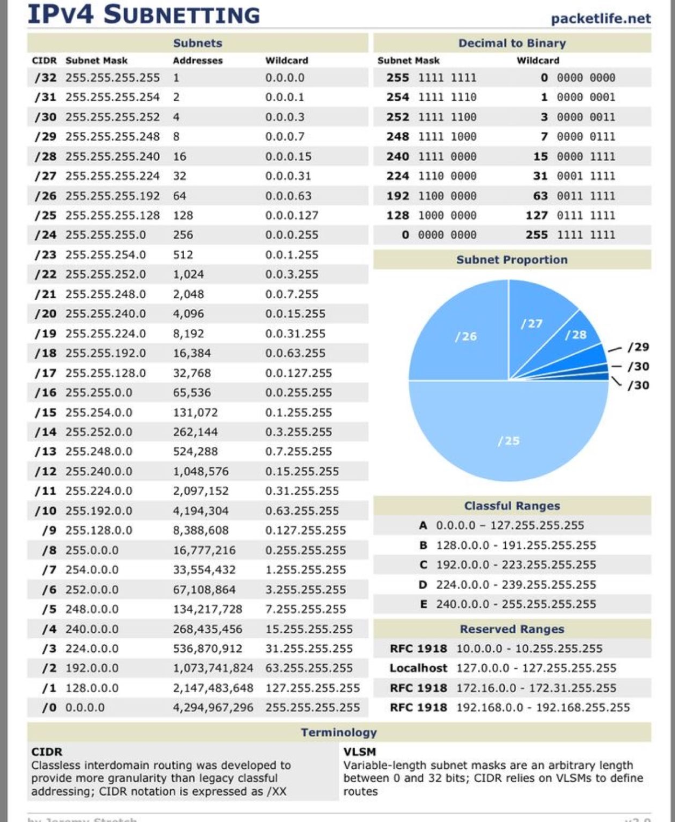 IPv4 SUBNETTING
packetlife.net
Subnets
CIDR Subnet Mask Addresses Wildcard
/32 255.255.255.255 1 0.0.0.0
/31 255.255.255.254 2 0.0.0.1
/30 255.255.255.252 4 0.0.0.3
/29 255.255.255.248 8 0.0.0.7
/28 255.255.255.240 16 0.0.0.15
/27 255.255.255.224 32 0.0.0.31
/26 255.255.255.192 64 0.0.0.63
/25 255.255.255.128 128 0.0.0.127
/24 255.255.255.0 256 0.0.0.255
/23 255.255.254.0 512 0.0.1.255
/22 255.255.252.0 1,024 0.0.3.255
/21 255.255.248.0 2,048 0.0.7.255
/20 255.255.240.0 4,096 0.0.15.255
/19 255.255.224.0 8,192 0.0.31.255
/18 255.255.192.0 16,384 0.0.63.255
/17 255.255.128.0 32,768 0.0.127.255
/16 255.255.0.0 65,536 0.0.255.255
/15 255.254.0.0 131,072 0.1.255.255
/14 255.252.0.0 262,144 0.3.255.255
/13 255.248.0.0 524,288 0.7.255.255
/12 255.240.0.0 1,048,576 0.15.255.255
/11 255.224.0.0 2,097,152 0.31.255.255
/10 255.192.0.0 4,194,304 0.63.255.255
/9 255.128.0.0 8,388,608 0.127.255.255
/8 255.0.0.0 16,777,216 0.255.255.255
/7 254.0.0.0 33,554,432 1.255.255.255
/6 252.0.0.0 67,108,864 3.255.255.255
/5 248.0.0.0 134,217,728 7.255.255.255
/4 240.0.0.0 268,435,456 15.255.255.255
/3 224.0.0.0 536,870,912 31.255.255.255
/2 192.0.0.0 1,073,741,824 63.255.255.255
/1 128.0.0.0 2,147,483,648 127.255.255.255
/0 0.0.0.0 4,294,967,296 255.255.255.255
Decimal to Binary
Subnet Mask Wildcard
255 1111 1111 0 0000 0000
254 1111 1110 1 0000 0001
252 1111 1100 3 0000 0011
248 1111 1000 7 0000 0111
240 1111 0000 15 0000 1111
224 1110 0000 31 0001 1111
192 1100 0000 63 0011 1111
128 1000 0000 127 0111 1111
0 0000 0000 255 1111 1111
Subnet Proportion
/26
/27
/28
/29
/30
/30
/25
Classful Ranges
A 0.0.0.0 – 127.255.255.255
B 128.0.0.0 - 191.255.255.255
C 192.0.0.0 - 223.255.255.255
D 224.0.0.0 - 239.255.255.255
E 240.0.0.0 - 255.255.255.255
Reserved Ranges
RFC 1918 10.0.0.0 - 10.255.255.255
Localhost 127.0.0.0 - 127.255.255.255
RFC 1918 172.16.0.0 - 172.31.255.255
RFC 1918 192.168.0.0 - 192.168.255.255
Terminology
CIDR
Classless interdomain routing was developed to
provide more granularity than legacy classful
addressing; CIDR notation is expressed as /XX
VLSM
Variable-length subnet masks are an arbitrary length
between 0 and 32 bits; CIDR relies on VLSMs to define
routes
by Jeremy Stretch
v2.0